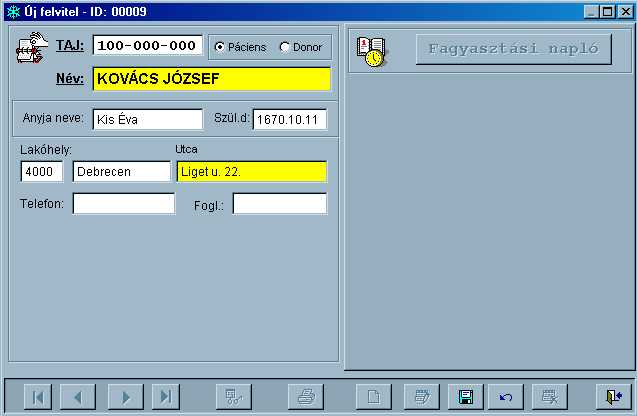 Új felvitel - ID: 00009
TAJ: 100-000-000 Páciens Donor
Fagyasztási napló
Név: KOVÁCS JÓZSEF
Anyja neve: Kis Éva Szül.d: 1670.10.11
Lakóhely: Utca
4000 Debrecen Liget u. 22.
Telefon: Fogl.: